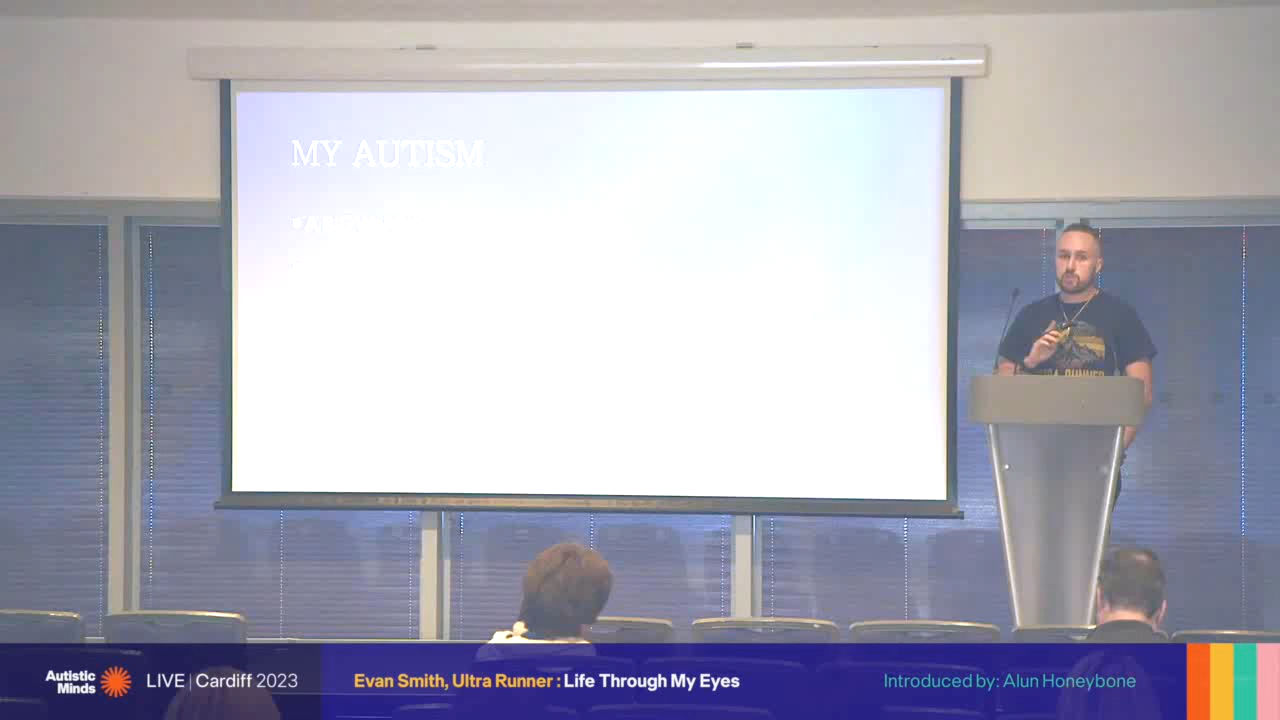 MY AUTISM
RUNNER
Autistic
Minds
LIVE | Cardiff 2023
Evan Smith, Ultra Runner : Life Through My Eyes
Introduced by: Alun Honeybone